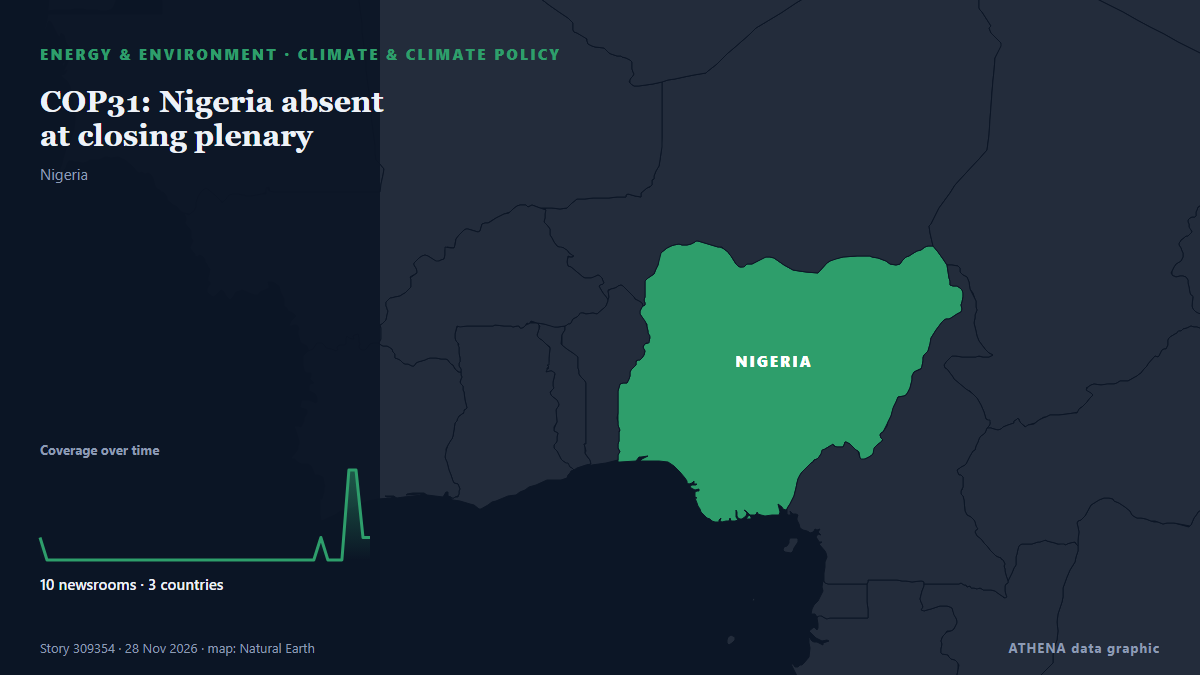 ENERGY & ENVIRONMENT · CLIMATE & CLIMATE POLICY
COP31: Nigeria absent
at closing plenary
Nigeria
NIGERIA
Coverage over time
10 newsrooms · 3 countries
Story 309354 · 28 Nov 2026 · map: Natural Earth
ATHENA data graphic